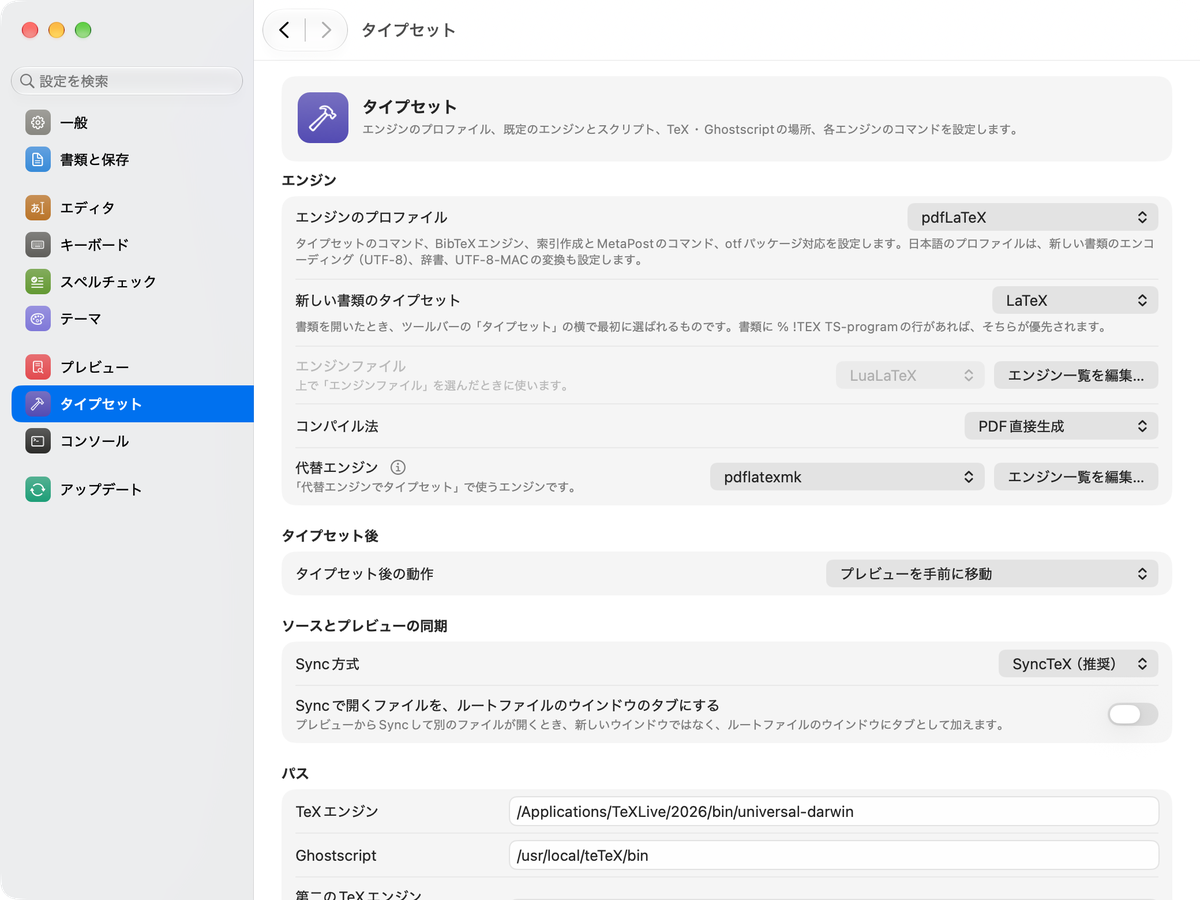 タイプセット
設定を検索
一般
書類と保存
エディタ
キーボード
スペルチェック
テーマ
プレビュー
タイプセット
コンソール
アップデート
タイプセット
エンジンのプロファイル、既定のエンジンとスクリプト、TeX・Ghostscriptの場所、各エンジンのコマンドを設定します。
エンジン
エンジンのプロファイル
pdfLaTeX
タイプセットのコマンド、BibTeXエンジン、索引作成とMetaPostのコマンド、otfパッケージ対応を設定します。日本語のプロファイルは、新しい書類のエンコ
ーディング（UTF-8）、辞書、UTF-8-MACの変換も設定します。
新しい書類のタイプセット
LaTeX
書類を開いたとき、ツールバーの「タイプセット」の横で最初に選ばれるものです。書類に % !TEX TS-programの行があれば、そちらが優先されます。
エンジンファイル
上で「エンジンファイル」を選んだときに使います。
LuaLaTeX
エンジン一覧を編集...
コンパイル法
PDF直接生成
代替エンジン
「代替エンジンでタイプセット」で使うエンジンです。
pdflatexmk
エンジン一覧を編集...
タイプセット後
タイプセット後の動作
プレビューを手前に移動
ソースとプレビューの同期
Sync方式
SyncTeX（推奨）
Syncで開くファイルを、ルートファイルのウインドウのタブにする
プレビューからSyncして別のファイルが開くとき、新しいウインドウではなく、ルートファイルのウインドウにタブとして加えます。
パス
TeXエンジン
/Applications/TeXLive/2026/bin/universal-darwin
Ghostscript
/usr/local/teTeX/bin
第二のTeXエンジン